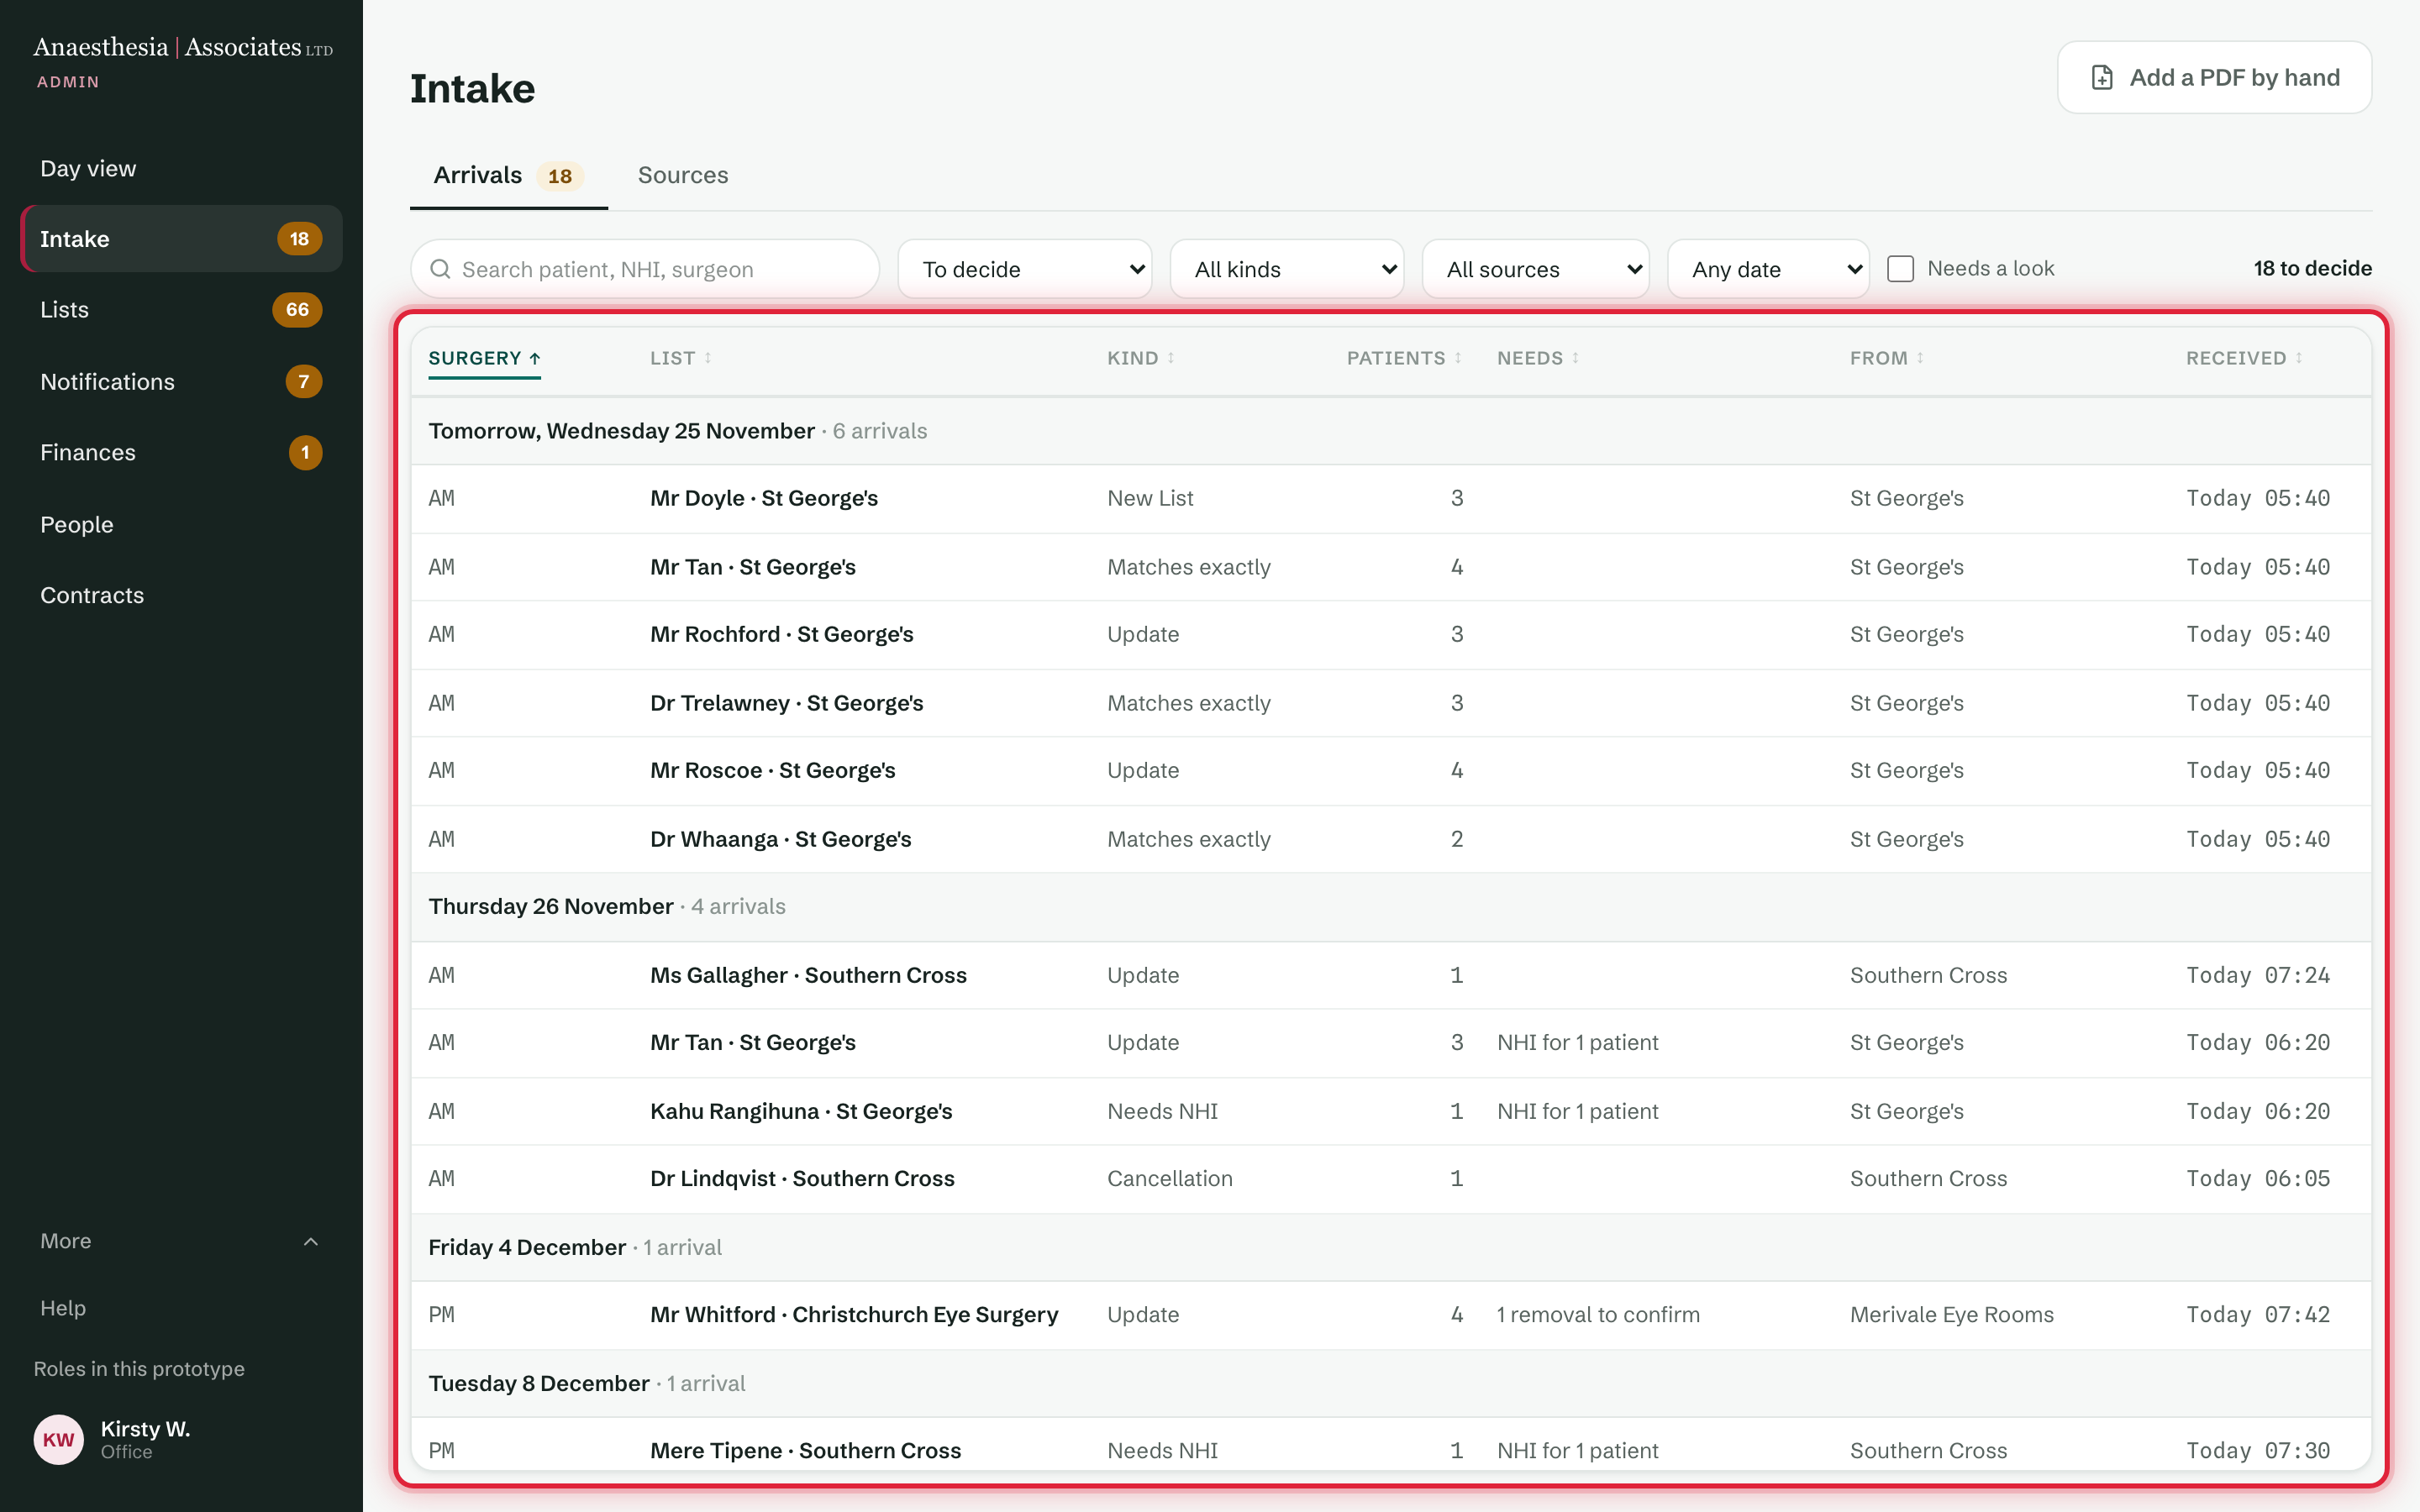 Anaesthesia | Associates LTD
ADMIN
Day view
Intake 18
Lists 66
Notifications 7
Finances 1
People
Contracts
More
Help
Roles in this prototype
KW
Kirsty W.
Office
Intake
Add a PDF by hand
Arrivals 18 Sources
Search patient, NHI, surgeon To decide All kinds All sources Any date Needs a look 18 to decide
SURGERY ↑ LIST ↕ KIND ↕ PATIENTS ↕ NEEDS ↕ FROM ↕ RECEIVED ↕
Tomorrow, Wednesday 25 November · 6 arrivals
AM Mr Doyle · St George's New List 3 St George's Today 05:40
AM Mr Tan · St George's Matches exactly 4 St George's Today 05:40
AM Mr Rochford · St George's Update 3 St George's Today 05:40
AM Dr Trelawney · St George's Matches exactly 3 St George's Today 05:40
AM Mr Roscoe · St George's Update 4 St George's Today 05:40
AM Dr Whaanga · St George's Matches exactly 2 St George's Today 05:40
Thursday 26 November · 4 arrivals
AM Ms Gallagher · Southern Cross Update 1 Southern Cross Today 07:24
AM Mr Tan · St George's Update 3 NHI for 1 patient St George's Today 06:20
AM Kahu Rangihuna · St George's Needs NHI 1 NHI for 1 patient St George's Today 06:20
AM Dr Lindqvist · Southern Cross Cancellation 1 Southern Cross Today 06:05
Friday 4 December · 1 arrival
PM Mr Whitford · Christchurch Eye Surgery Update 4 1 removal to confirm Merivale Eye Rooms Today 07:42
Tuesday 8 December · 1 arrival
PM Mere Tipene · Southern Cross Needs NHI 1 NHI for 1 patient Southern Cross Today 07:30